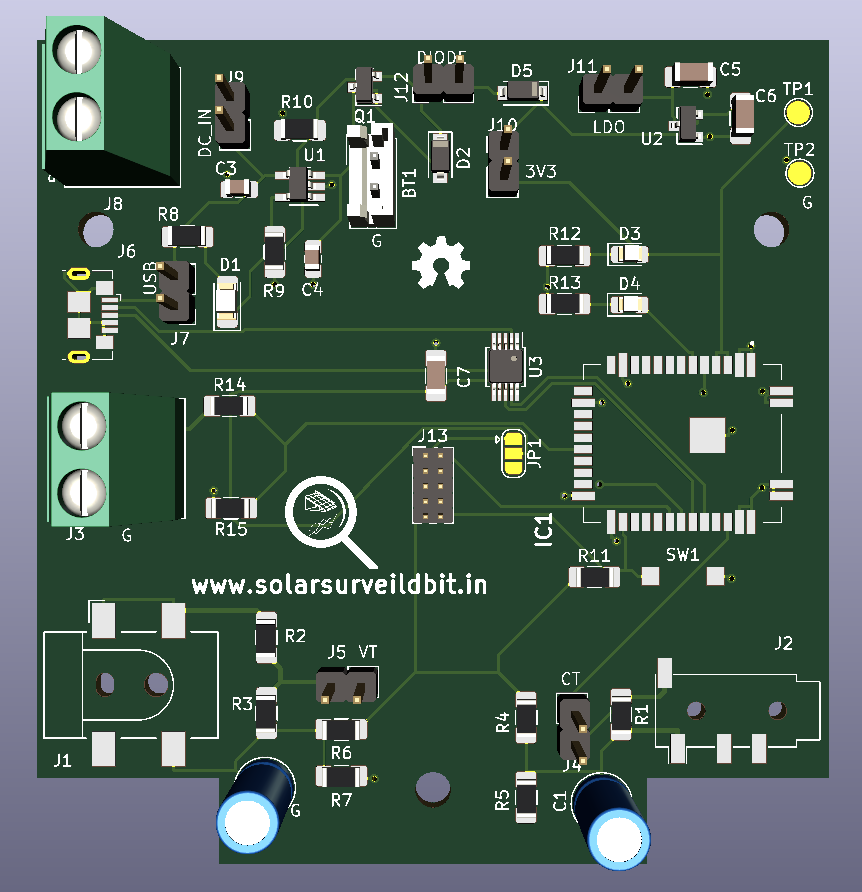 DIODE
J9
J12
D5
J11
C5
TP1
C6
R10
Q1
J10
LDO
U2
DC_IN
U1
D2
TP2
C3
BT1
3V3
G
J8
R8
G
R12
D3
J6
USB
D1
R9
C4
R13
D4
J7
U3
R14
C7
J13
JP1
J3
G
R15
IC1
www.solarsurveildbit.in
R11
SW1
R2
J5
VT
J2
CT
R3
R4
R1
J1
R6
J4
R7
R5
C1
G